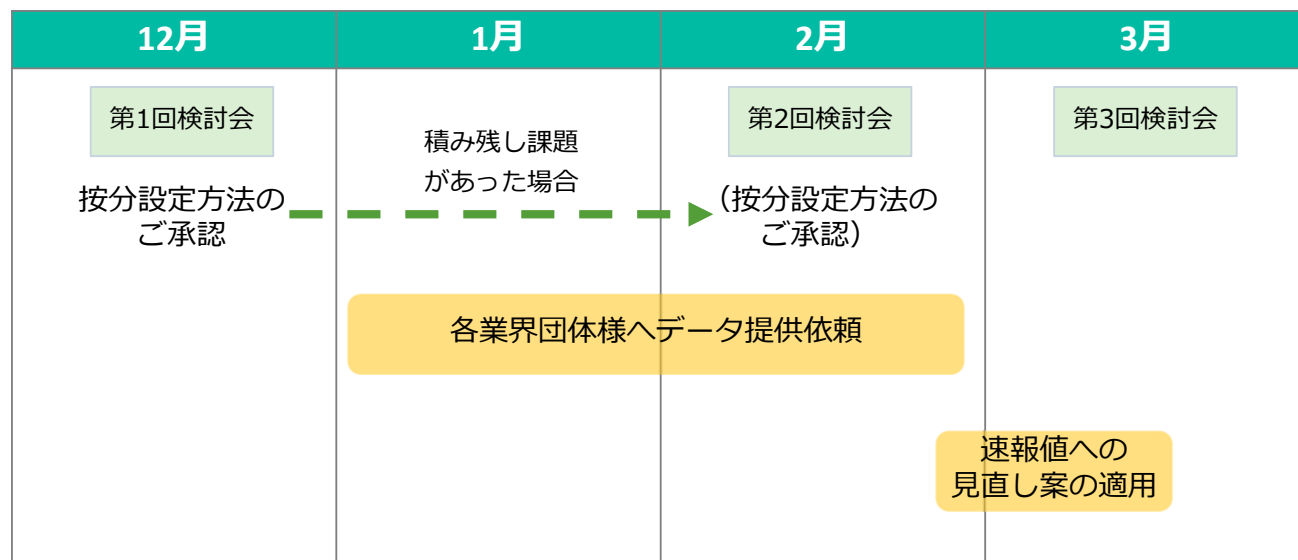 12月
1月
2月
3月
第1回検討会
積み残し課題
があった場合
第2回検討会
第3回検討会
按分設定方法の
ご承認
（按分設定方法の
ご承認）
各業界団体様へデータ提供依頼
速報値への
見直し案の適用